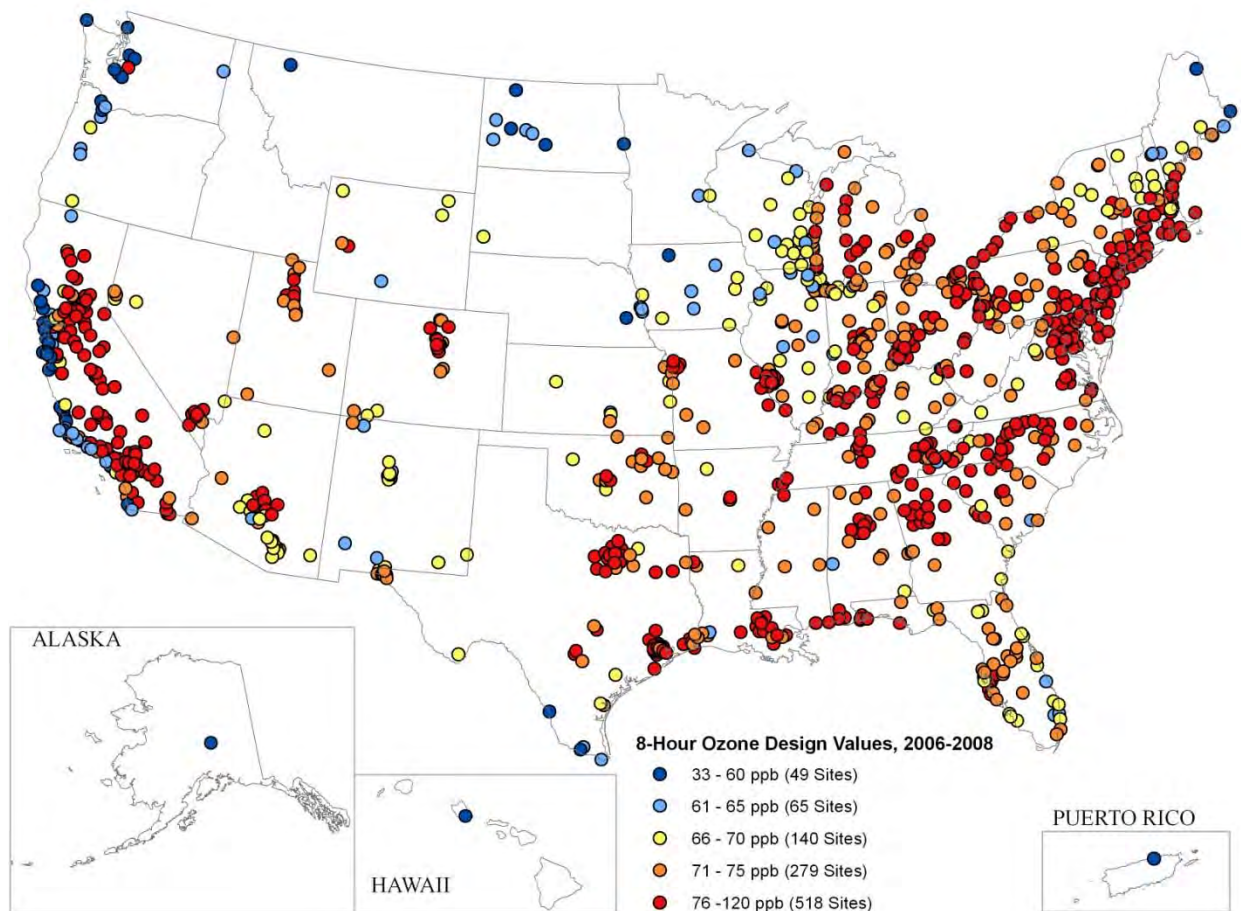 ALASKA
HAWAII
8-Hour Ozone Design Values, 2006-2008
33 - 60 ppb (49 Sites)
61 - 65 ppb (65 Sites)
66 - 70 ppb (140 Sites)
71 - 75 ppb (279 Sites)
76 -120 ppb (518 Sites)
PUERTO RICO